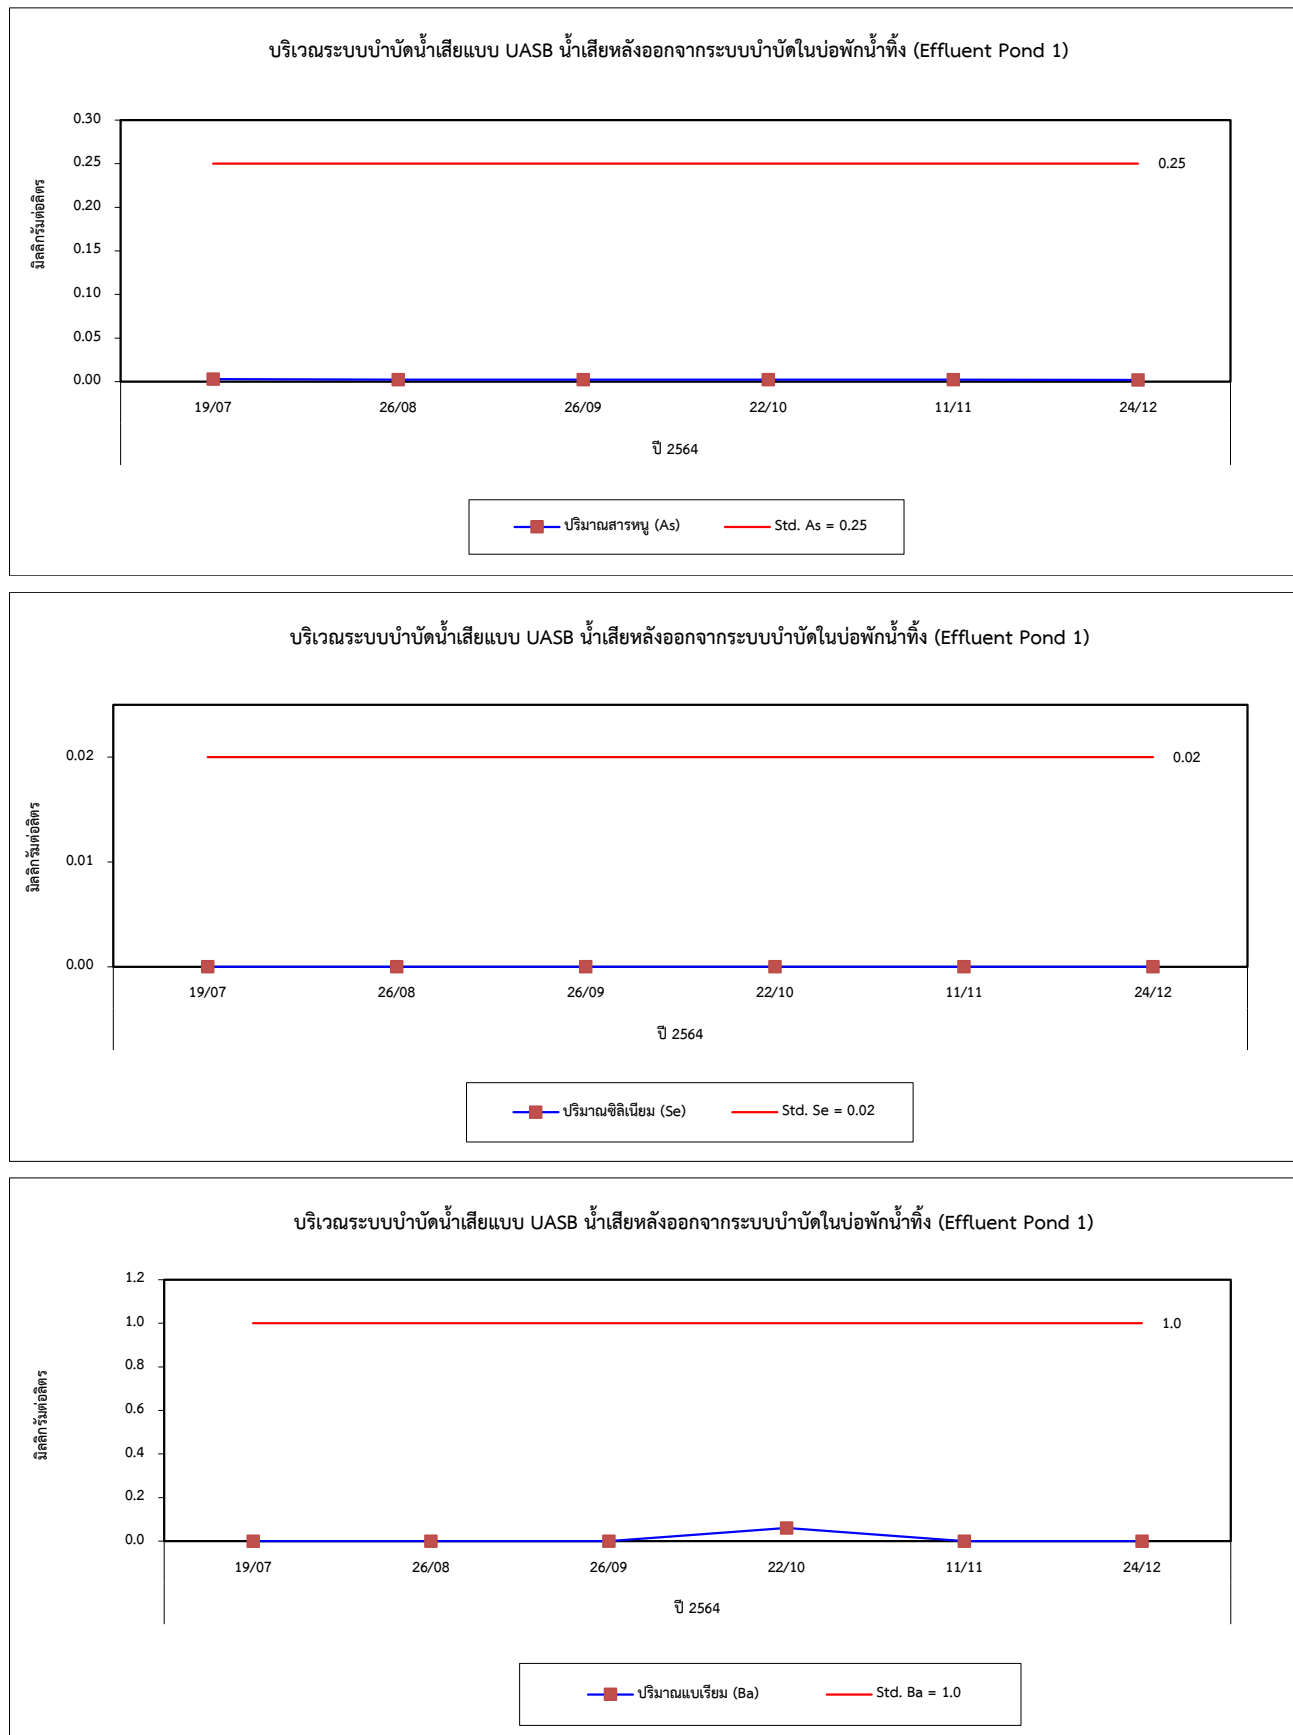 บริเวณระบบบำบัดน้ำเสียแบบ UASB น้ำเสียหลังออกจากระบบบำบัดในบ่อพักน้ำทิ้ง (Effluent Pond 1)
มิลลิกรัมต่อลิตร
0.30
0.25
0.20
0.15
0.10
0.05
0.00
0.25
19/07 26/08 26/09 22/10 11/11 24/12
ปี 2564
ปริมาณสารหนู (As) Std. As = 0.25
บริเวณระบบบำบัดน้ำเสียแบบ UASB น้ำเสียหลังออกจากระบบบำบัดในบ่อพักน้ำทิ้ง (Effluent Pond 1)
มิลลิกรัมต่อลิตร
0.02
0.01
0.00
0.02
19/07 26/08 26/09 22/10 11/11 24/12
ปี 2564
ปริมาณซิลิเนียม (Se) Std. Se = 0.02
บริเวณระบบบำบัดน้ำเสียแบบ UASB น้ำเสียหลังออกจากระบบบำบัดในบ่อพักน้ำทิ้ง (Effluent Pond 1)
มิลลิกรัมต่อลิตร
1.2
1.0
0.8
0.6
0.4
0.2
0.0
1.0
19/07 26/08 26/09 22/10 11/11 24/12
ปี 2564
ปริมาณแบเรียม (Ba) Std. Ba = 1.0